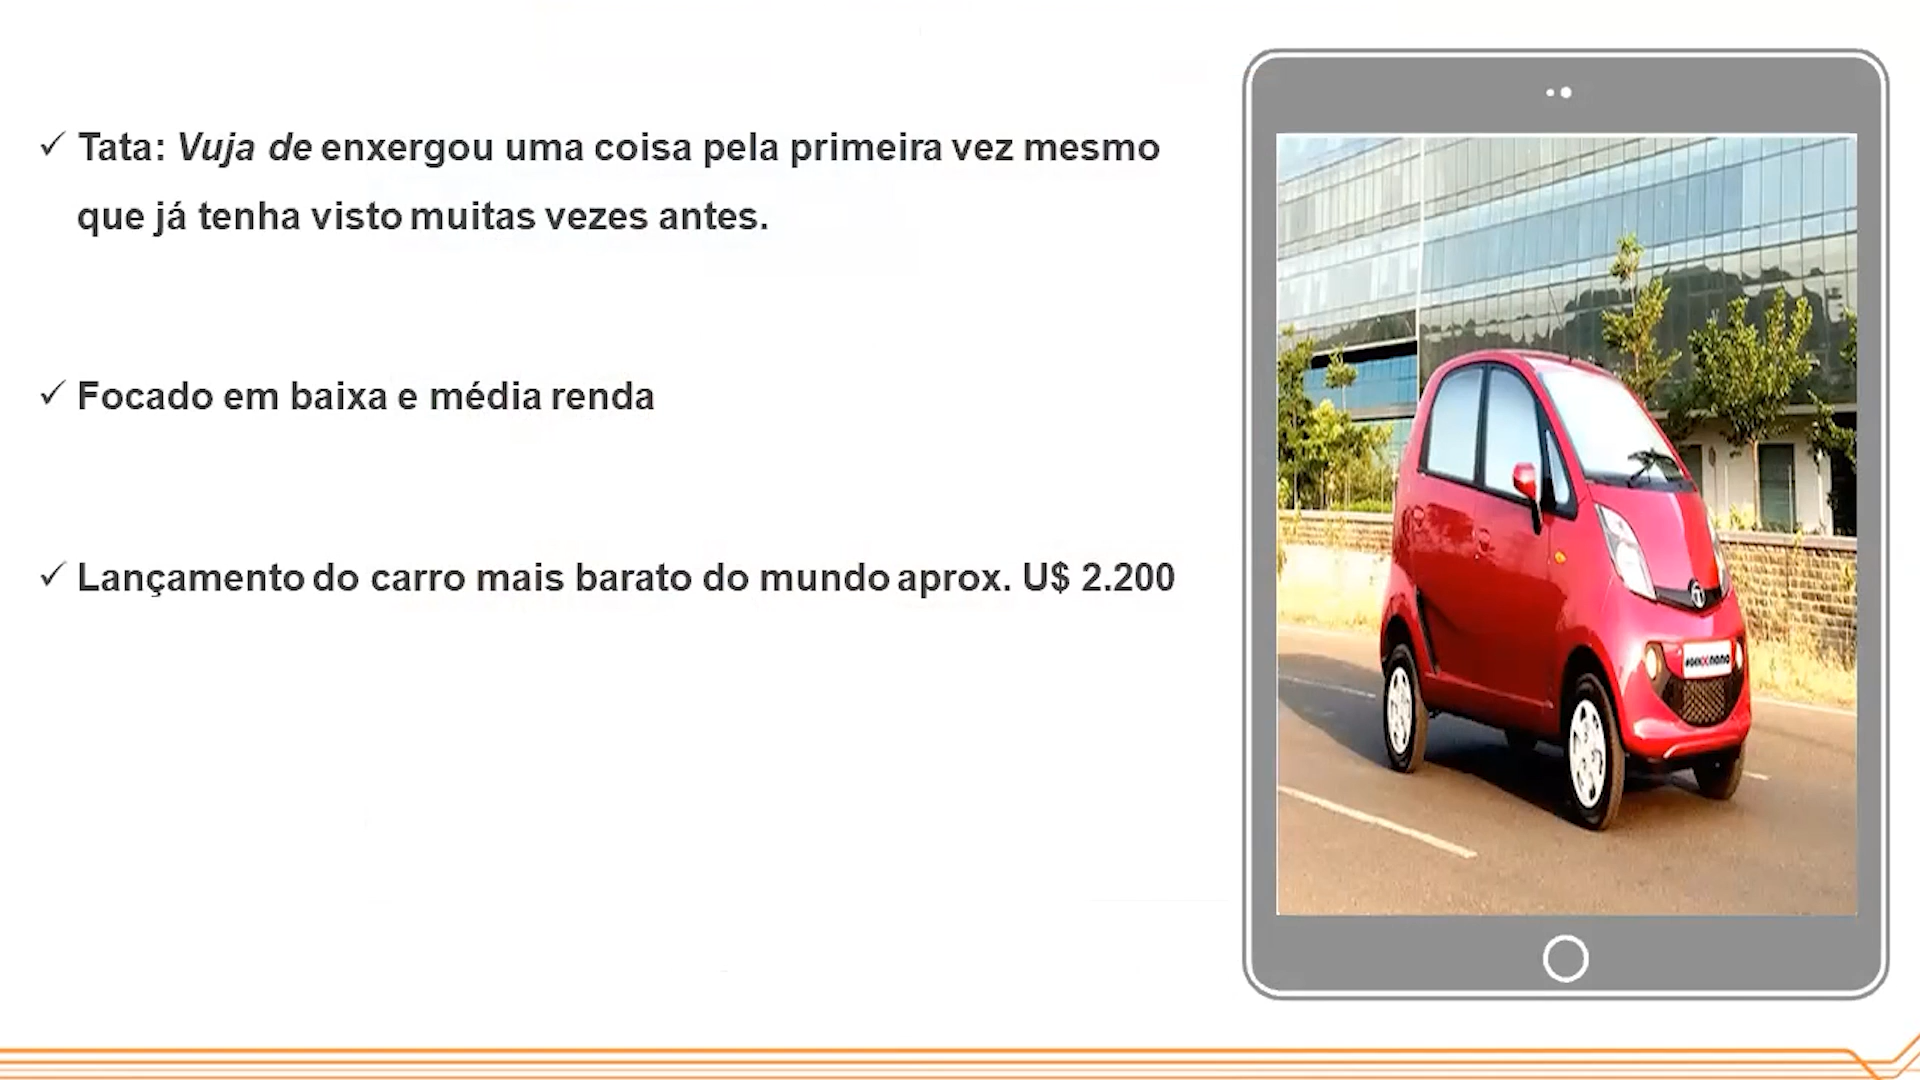 ✓ Tata: Vuja de enxergou uma coisa pela primeira vez mesmo
que já tenha visto muitas vezes antes.
✓ Focado em baixa e média renda
✓ Lançamento do carro mais barato do mundo aprox. U$ 2.200